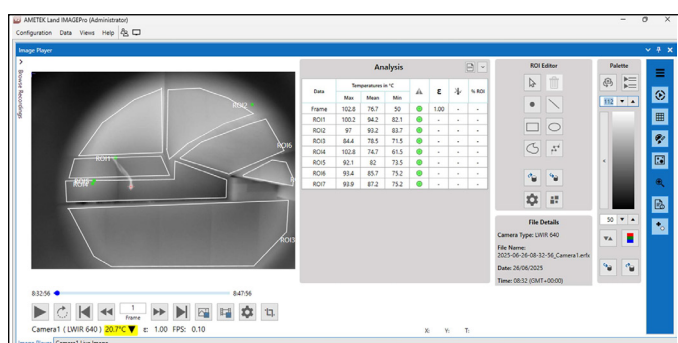 AMETEK Land IMAGEPro (Administrator)
Configuration Data Views Help
Image Player
Browse Recordings
ROI2
ROI6
ROI1
ROI3
Analysis
Data Temperatures in °C E % ROI
Max Mean Min
Frame 102.8 76.7 50 1.00 - -
ROI1 100.2 94.2 82.1 - - - -
ROI2 97 93.2 83.7 - - - -
ROI3 84.4 78.5 71.5 - - - -
ROI4 102.8 74.7 61.5 - - - -
ROI5 92.1 82 73.5 - - - -
ROI6 93.4 85.7 75.2 - - - -
ROI7 93.9 87.2 75.2 - - - -
ROI Editor
File Details
Camera Type: LWIR 640
File Name:
2025-06-26-08-32-56_Camera1.erfx
Date: 26/06/2025
Time: 08:32 (GMT+00:00)
Palette
112
50
8:32:56 8:47:56
1
Frame
Camera1 ( LWIR 640 ) 20.7°C ε: 1.00 FPS: 0.10
X: Y: T:
Image Player Camera1 Live Image